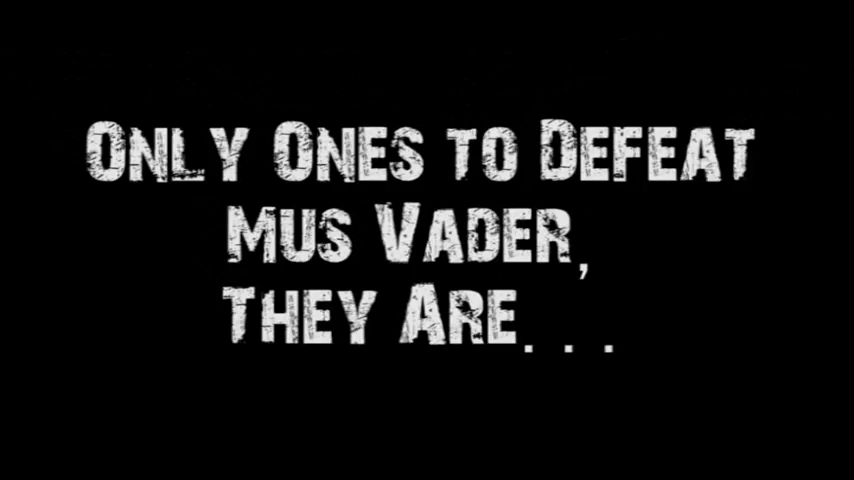 Only Ones to Defeat
Mus Vader,
They Are. . .